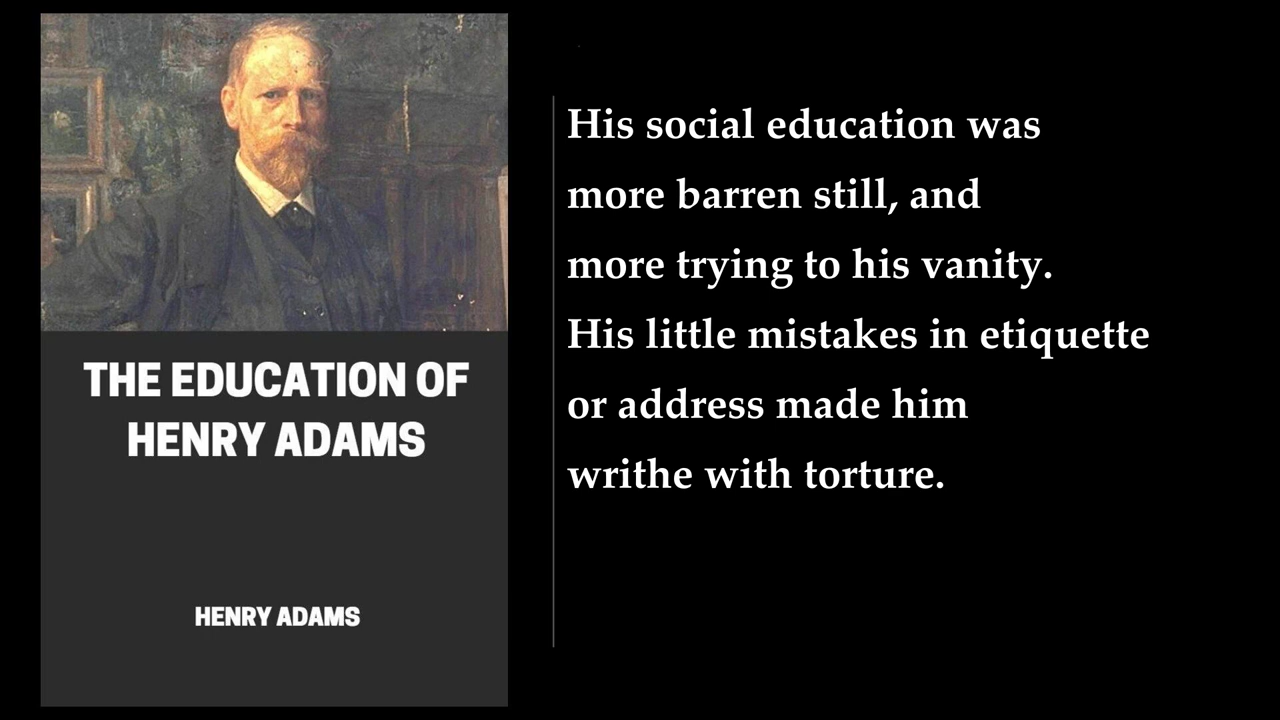 THE EDUCATION OF
HENRY ADAMS
HENRY ADAMS
His social education was
more barren still, and
more trying to his vanity.
His little mistakes in etiquette
or address made him
writhe with torture.